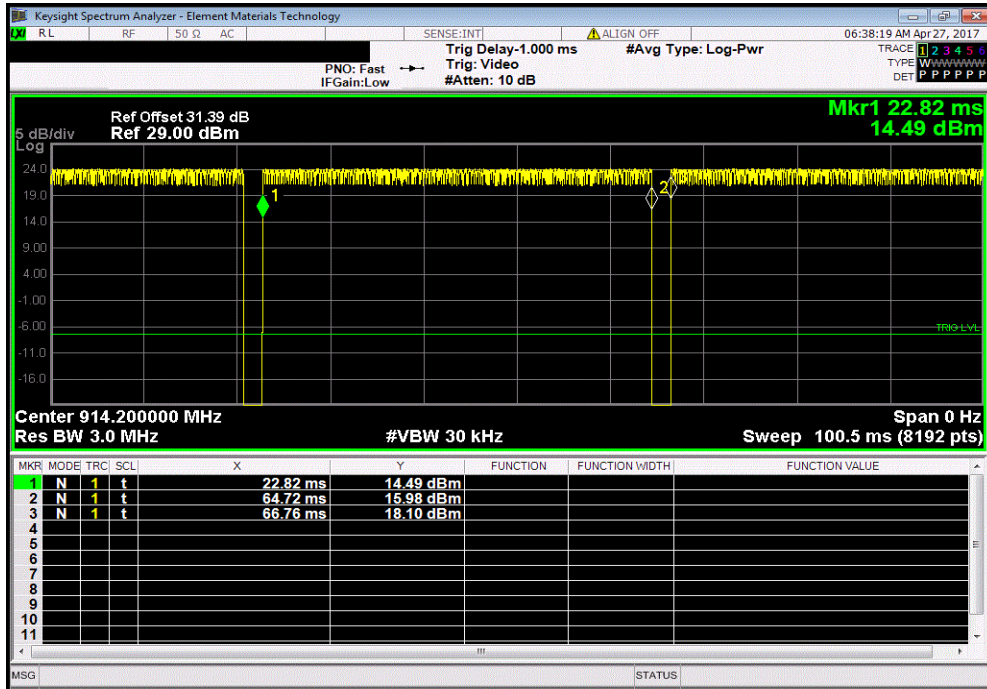 Keysight Spectrum Analyzer - Element Materials Technology
LXI RL RF 50 Ω AC SENSE:INT ALIGN OFF 06:38:19 AM Apr 27, 2017
Trig Delay-1.000 ms #Avg Type: Log-Pwr TRACE 1 2 3 4 5 6
PNO: Fast Trig: Video TYPE WWWWWW
IFGain:Low #Atten: 10 dB DET P P P P P P
Mkr1 22.82 ms
14.49 dBm
Ref Offset 31.39 dB
5 dB/div Ref 29.00 dBm
Log
24.0
19.0
1
2
14.0
9.00
4.00
-1.00
-6.00
TRIG LVL
-11.0
-16.0
Center 914.200000 MHz Span 0 Hz
Res BW 3.0 MHz #VBW 30 kHz Sweep 100.5 ms (8192 pts)
MKR MODE TRC SCL X Y FUNCTION FUNCTION WIDTH FUNCTION VALUE
1 N 1 t 22.82 ms 14.49 dBm
2 N 1 t 64.72 ms 15.98 dBm
3 N 1 t 66.76 ms 18.10 dBm
4
5
6
7
8
9
10
11
MSG STATUS